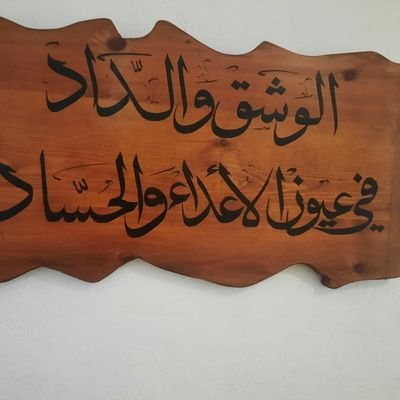 الوشق والدَّاد
في عيون الأعداء والحسَّاد